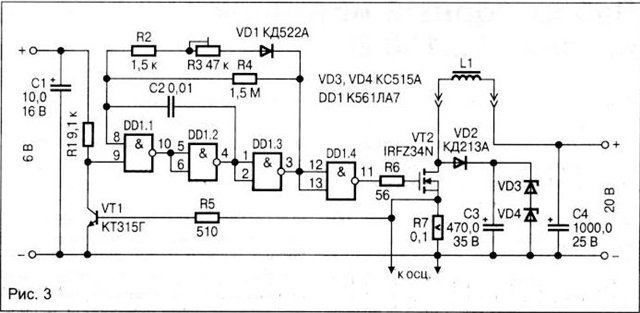 +
C1 +
10,0
16 В
6 В
−
R1 9,1 к
R2
1,5 к
R3 47 к
VD1 КД522А
R4
1,5 М
C2 0,01
DD1.1
&
8
9
10
DD1.2
&
5
6
4
DD1.3
&
1
2
3
DD1.4
&
12
13
11
VD3, VD4 КС515А
DD1 К561ЛА7
L1
VT2
IRFZ34N
VD2
КД213А
R6
56
VT1
КТ315Г
R5
510
R7
0,1
к осц.
C3 +
470,0
35 В
VD3
VD4
+ C4
1000,0
25 В
+
20 В
−
Рис. 3